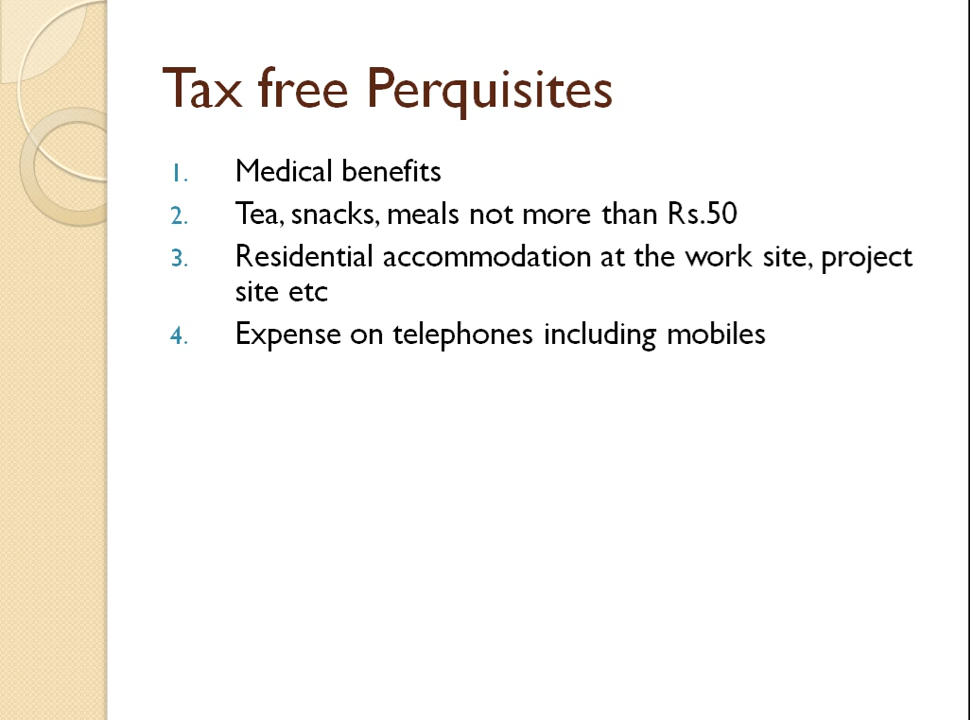 Tax free Perquisites
1. Medical benefits
2. Tea, snacks, meals not more than Rs.50
3. Residential accommodation at the work site, project
site etc
4. Expense on telephones including mobiles